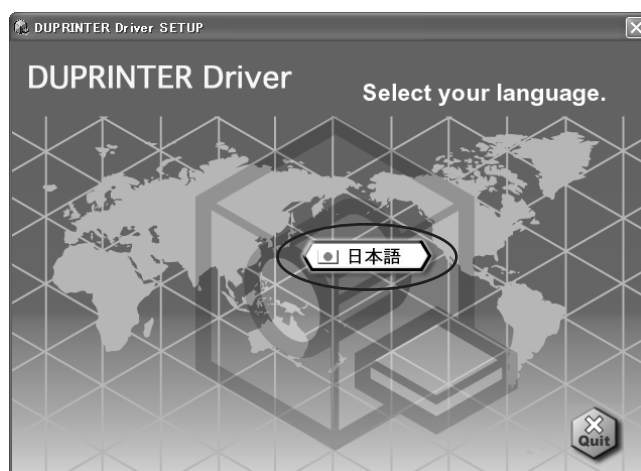 DUPRINTER Driver SETUP
DUPRINTER Driver
Select your language.
日本語
Quit